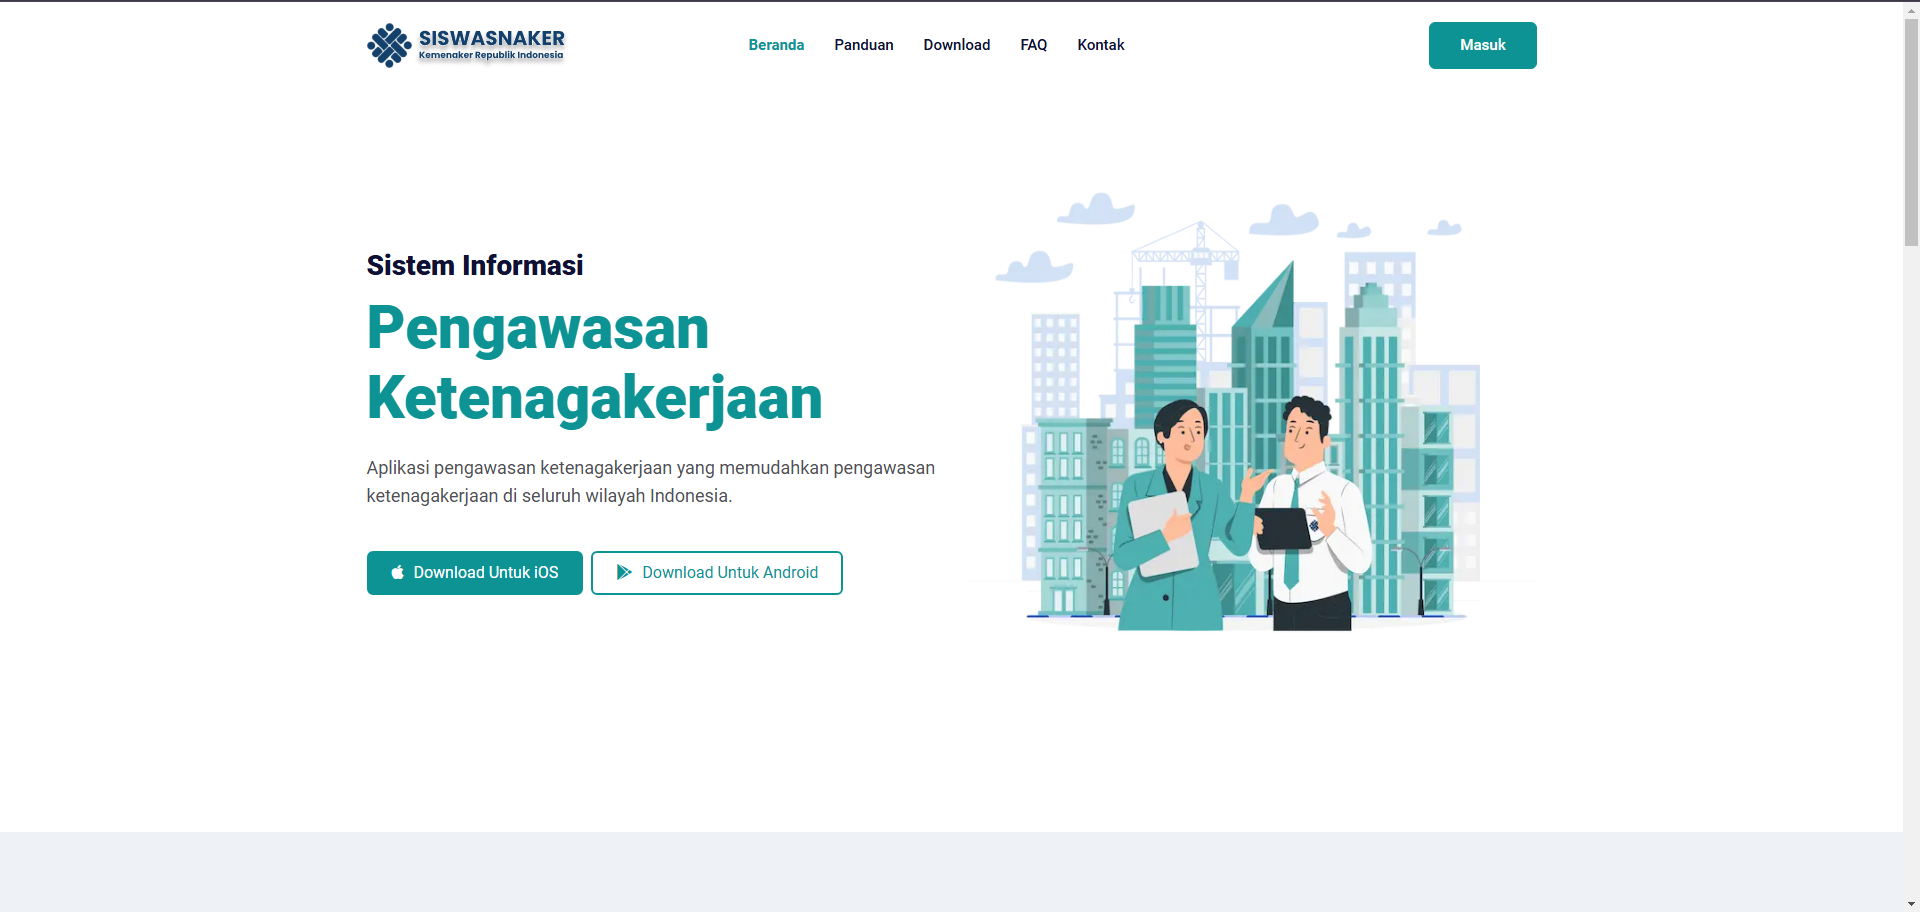 SISWASNAKER
Kemenaker Republik Indonesia
Beranda
Panduan
Download
FAQ
Kontak
Masuk
Sistem Informasi
Pengawasan
Ketenagakerjaan
Aplikasi pengawasan ketenagakerjaan yang memudahkan pengawasan
ketenagakerjaan di seluruh wilayah Indonesia.
Download Untuk iOS
Download Untuk Android